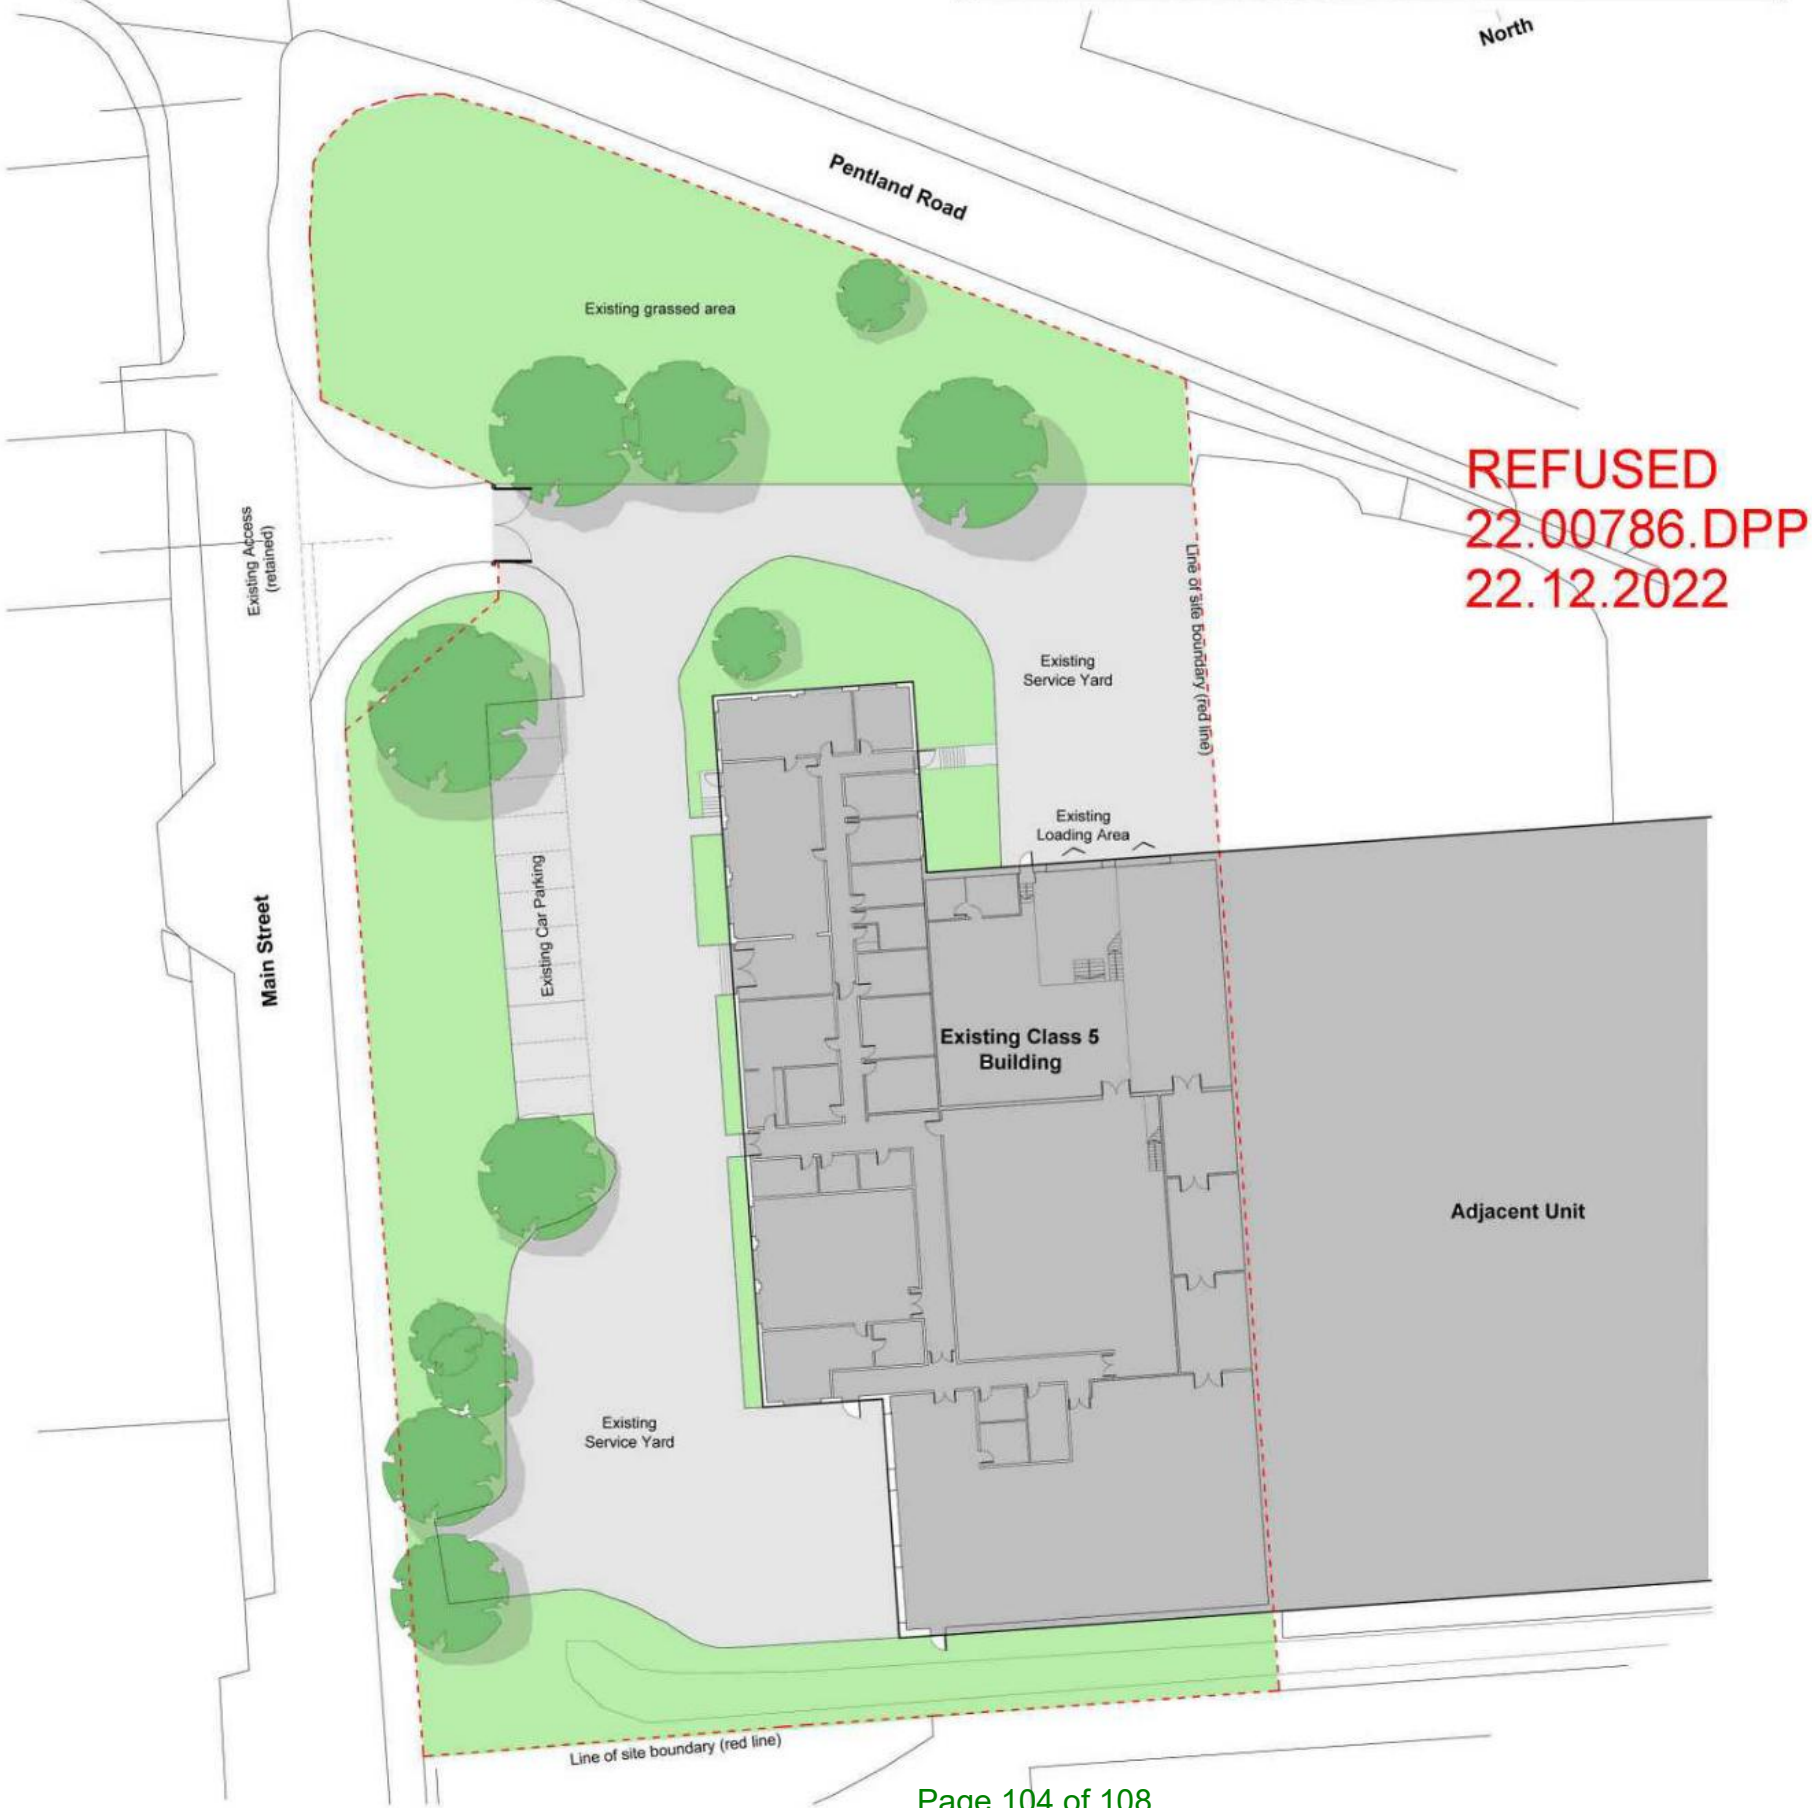 North
Pentland Road
Existing grassed area
REFUSED
22.00786.DPP
22.12.2022
Existing Access
(retained)
Line of site boundary (red line)
Existing
Service Yard
Existing
Loading Area
Existing Car Parking
Main Street
Existing Class 5
Building
Adjacent Unit
Existing
Service Yard
Line of site boundary (red line)
Page 104 of 108